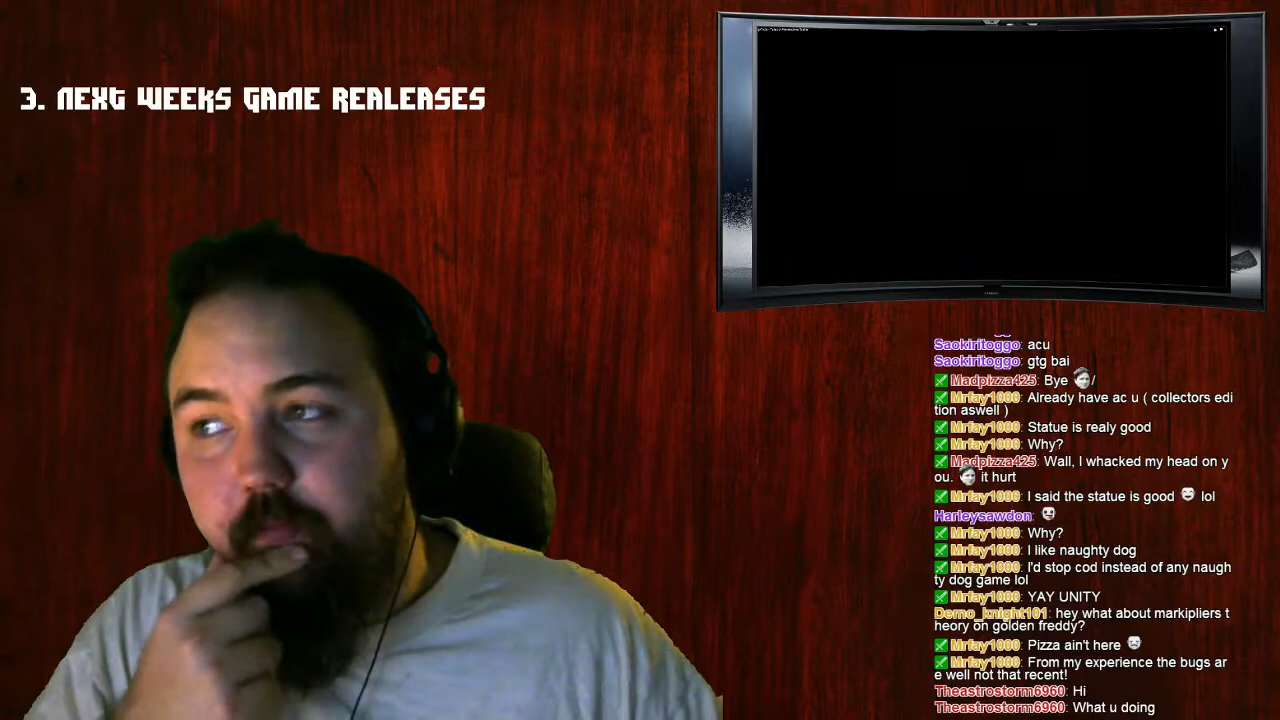 3. NEXT WEEKS GAME REALEASES
Saokiritoggo: acu
Saokiritoggo: gtg bai
Madpizza425: Bye /
Mrfay1000: Already have ac u ( collectors edi
tion aswell )
Mrfay1000: Statue is realy good
Mrfay1000: Why?
Madpizza425: Wall, I whacked my head on y
ou. it hurt
Mrfay1000: I said the statue is good lol
Harleysawdon:
Mrfay1000: Why?
Mrfay1000: I like naughty dog
Mrfay1000: I'd stop cod instead of any naugh
ty dog game lol
Mrfay1000: YAY UNITY
Demo_knight101: hey what about markipliers t
heory on golden freddy?
Mrfay1000: Pizza ain't here
Mrfay1000: From my experience the bugs ar
e well not that recent!
Theastrostorm6960: Hi
Theastrostorm6960: What u doing